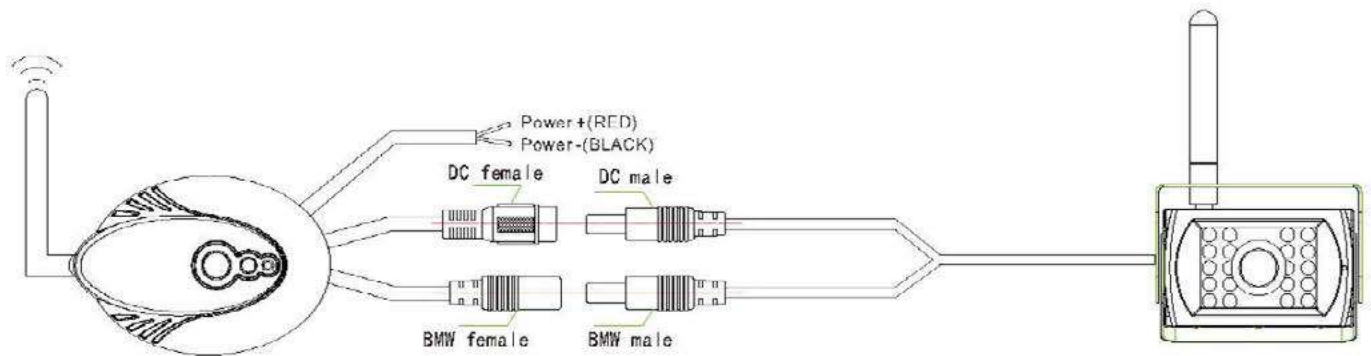 Power+(RED)
Power-(BLACK)
DC female
DC male
BMW female
BMW male